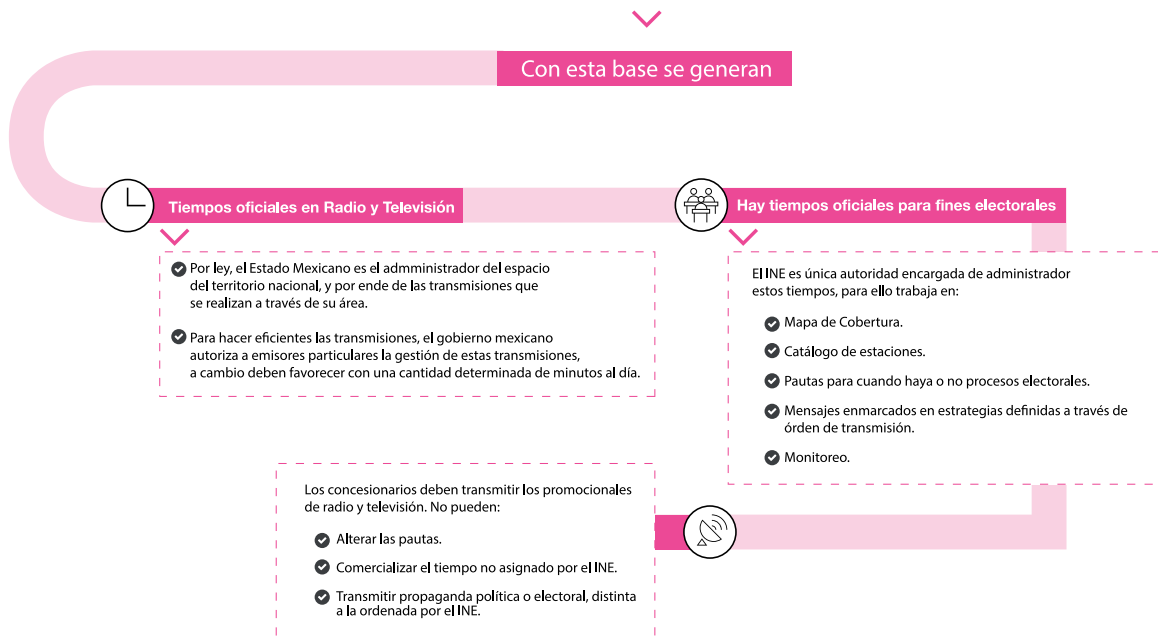 Con esta base se generan
Tiempos oficiales en Radio y Televisión
Por ley, el Estado Mexicano es el admministrador del espacio
del territorio nacional, y por ende de las transmisiones que
se realizan a través de su área.
Para hacer eficientes las transmisiones, el gobierno mexicano
autoriza a emisores particulares la gestión de estas transmisiones,
a cambio deben favorecer con una cantidad determinada de minutos al día.
Hay tiempos oficiales para fines electorales
El INE es única autoridad encargada de administrador
estos tiempos, para ello trabaja en:
Mapa de Cobertura.
Catálogo de estaciones.
Pautas para cuando haya o no procesos electorales.
Mensajes enmarcados en estrategias definidas a través de
órden de transmisión.
Monitoreo.
Los concesionarios deben transmitir los promocionales
de radio y televisión. No pueden:
Alterar las pautas.
Comercializar el tiempo no asignado por el INE.
Transmitir propaganda política o electoral, distinta
a la ordenada por el INE.